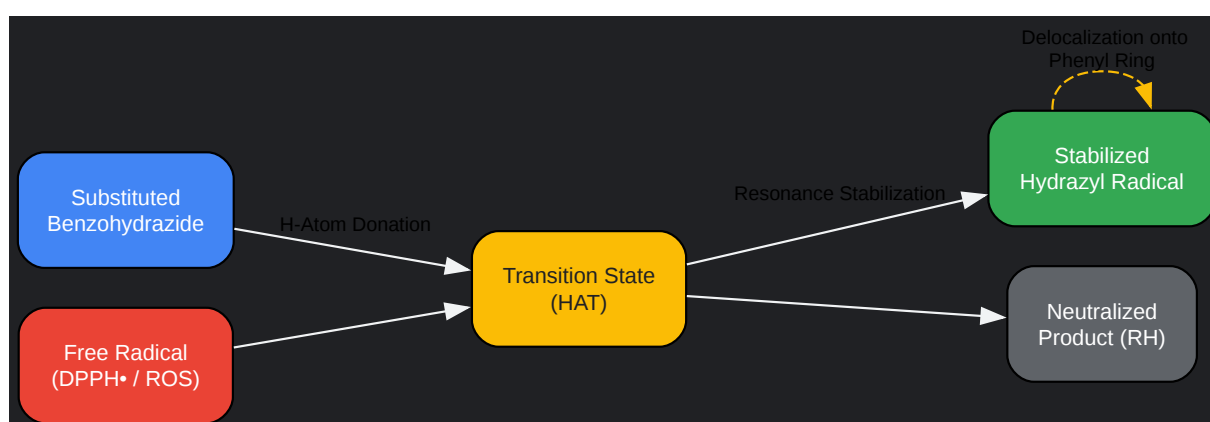 Delocalization onto
Phenyl Ring
Stabilized
Hydrazyl Radical
Substituted
Benzohydrazide
H-Atom Donation
Resonance Stabilization
Transition State
(HAT)
Free Radical
(DPPH• / ROS)
Neutralized
Product (RH)